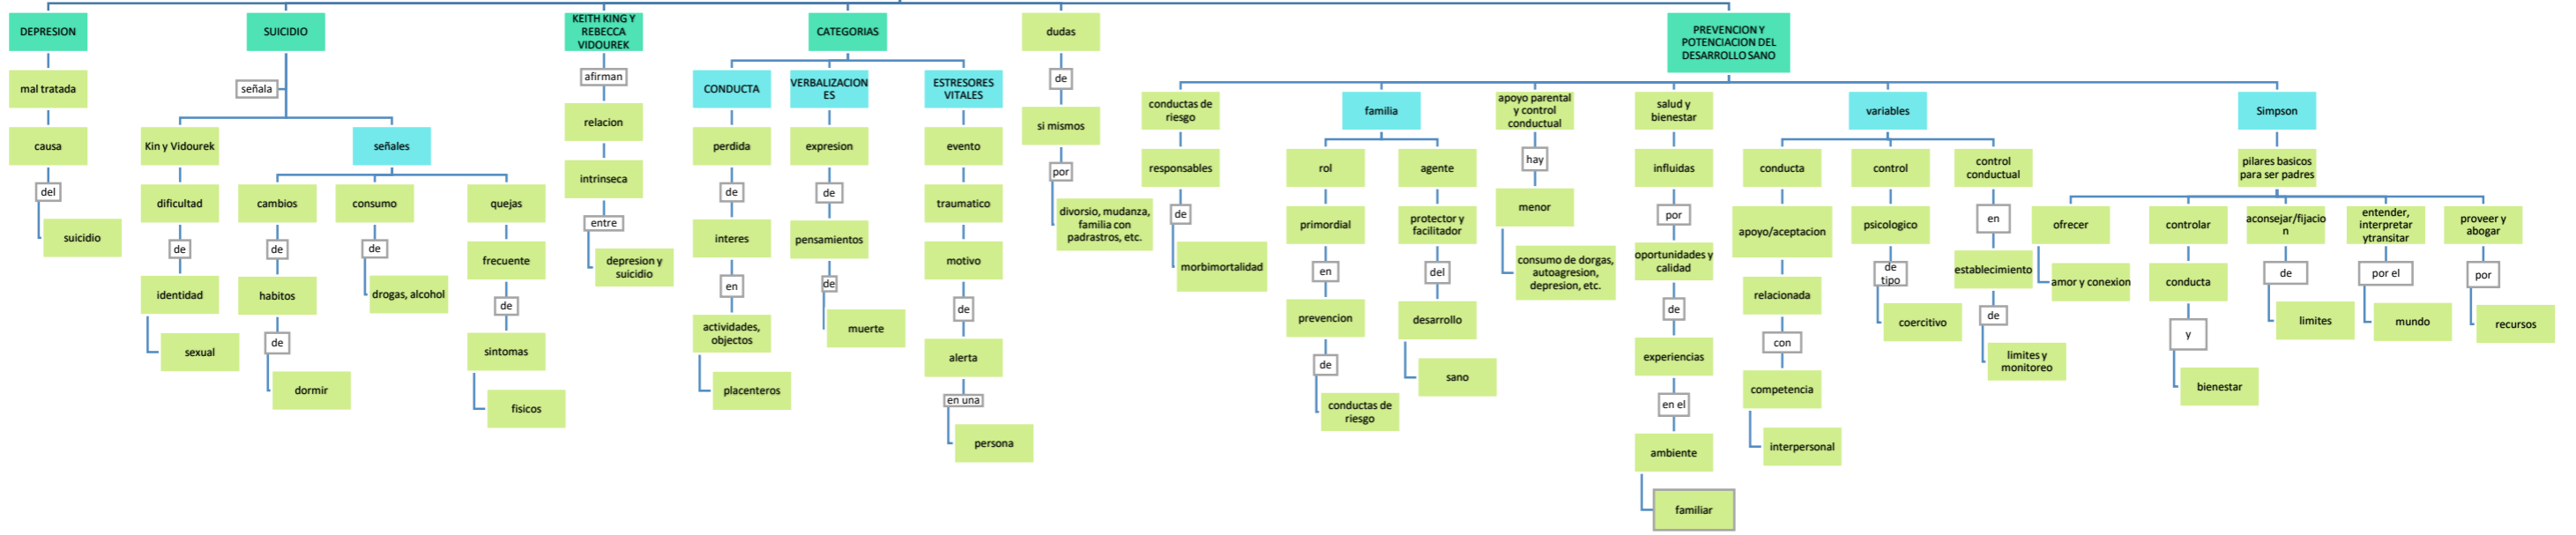 DEPRESION
mal tratada
causa
del
suicidio
SUICIDIO
señala
Kin y Vidourek
dificultad
de
identidad
sexual
señales
cambios
de
habitos
de
dormir
consumo
de
drogas, alcohol
quejas
frecuente
de
sintomas
fisicos
KEITH KING Y
REBECCA
VIDOUREK
afirman
relacion
intrinseca
entre
depresion y
suicidio
CATEGORIAS
CONDUCTA
perdida
de
interes
en
actividades,
objectos
placenteros
VERBALIZACION
ES
expresion
de
pensamientos
de
muerte
ESTRESORES
VITALES
evento
traumatico
motivo
de
alerta
en una
persona
dudas
de
si mismos
por
divorsio, mudanza,
familia con
padrastros, etc.
PREVENCION Y
POTENCIACION DEL
DESARROLLO SANO
conductas de
riesgo
responsables
de
morbimortalidad
familia
rol
primordial
en
prevencion
de
conductas de
riesgo
agente
protector y
facilitador
del
desarrollo
sano
apoyo parental
y control
conductual
hay
menor
consumo de dorgas,
autoagresion,
depresion, etc.
salud y
bienestar
influidas
por
oportunidades y
calidad
de
experiencias
en el
ambiente
familiar
variables
conducta
apoyo/aceptacion
relacionada
con
competencia
interpersonal
control
psicologico
de
tipo
coercitivo
control
conductual
en
establecimiento
de
limites y
monitoreo
Simpson
pilares basicos
para ser padres
ofrecer
amor y conexion
controlar
conducta
y
bienestar
aconsejar/fijacio
n
de
limites
entender,
interpretar
ytransitar
por el
mundo
proveer y
abogar
por
recursos